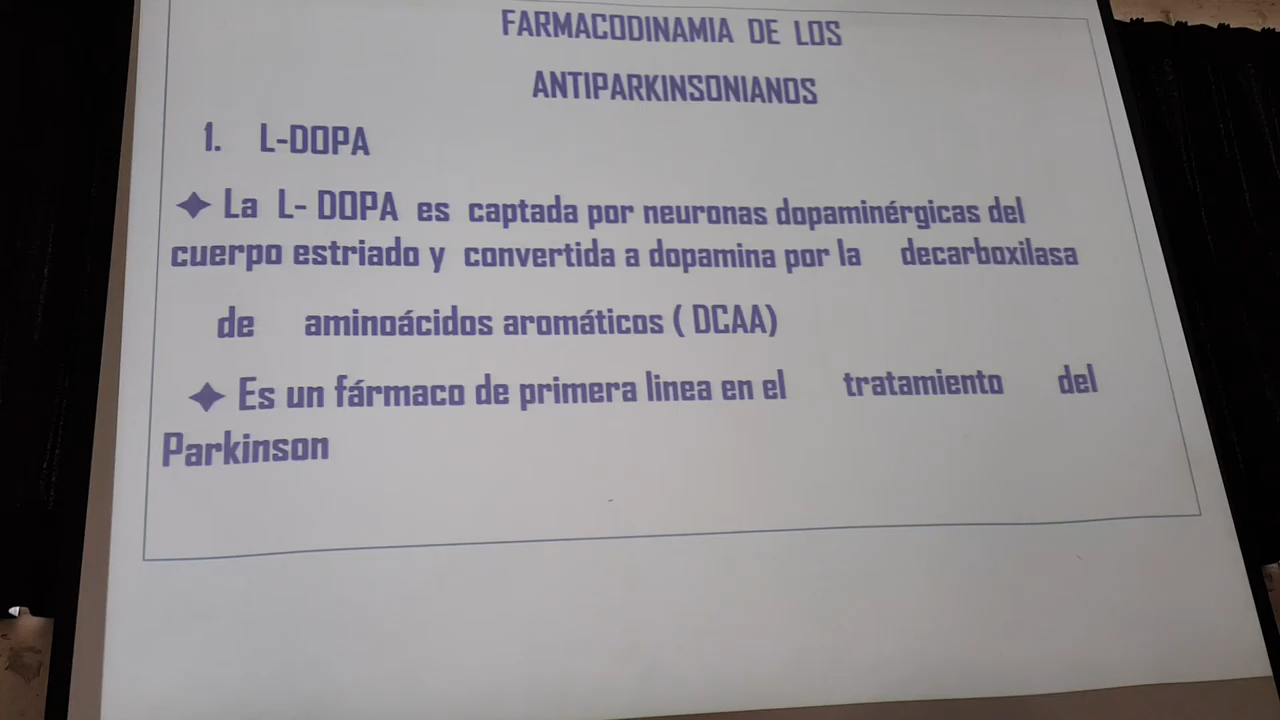 FARMACODINAMIA DE LOS
ANTIPARKINSONIANOS
1. L-DOPA
✦ La L- DOPA es captada por neuronas dopaminérgicas del
cuerpo estriado y convertida a dopamina por la decarboxilasa
de aminoácidos aromáticos ( DCAA)
✦ Es un fármaco de primera linea en el tratamiento del
Parkinson